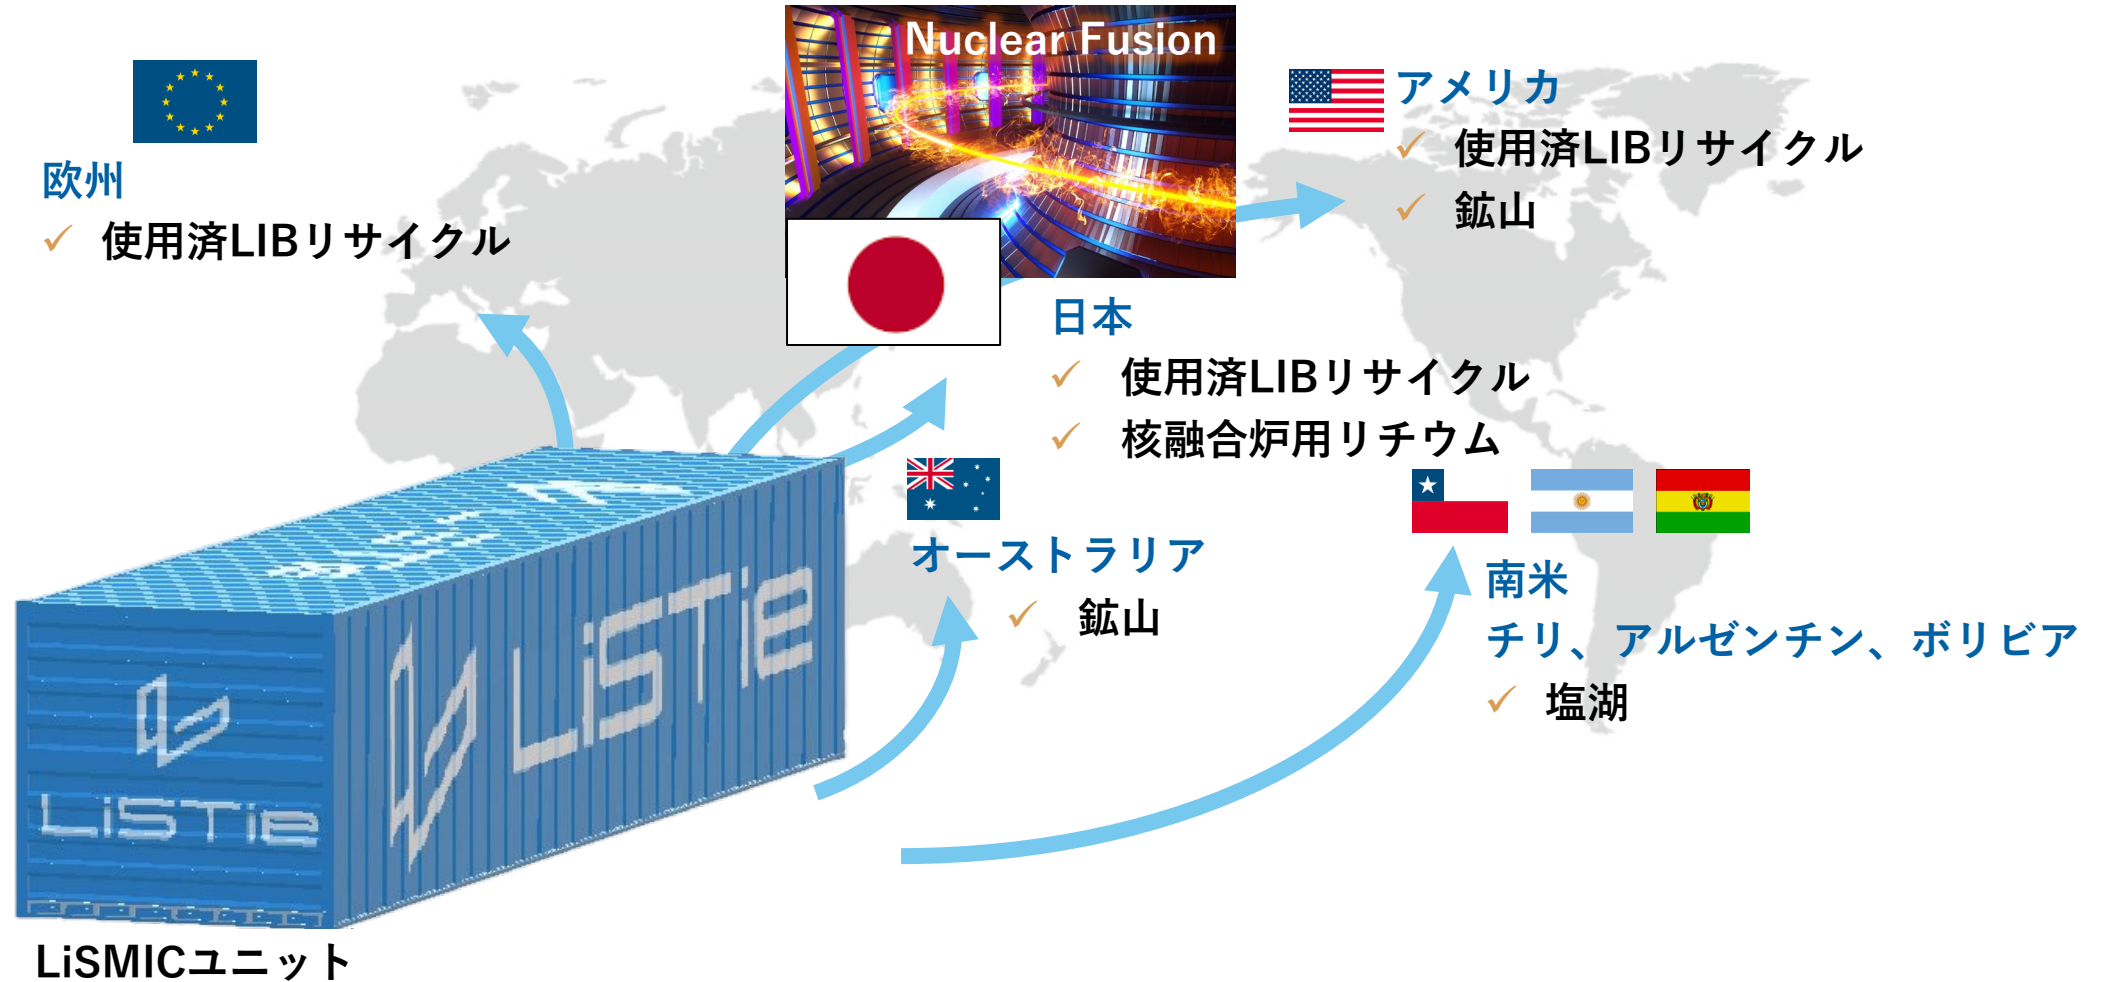 Nuclear Fusion
欧州
✓ 使用済LIBリサイクル
アメリカ
✓ 使用済LIBリサイクル
✓ 鉱山
日本
✓ 使用済LIBリサイクル
✓ 核融合炉用リチウム
オーストラリア
✓ 鉱山
南米
チリ、アルゼンチン、ボリビア
✓ 塩湖
LiSTie
LiSTie
LiSMICユニット